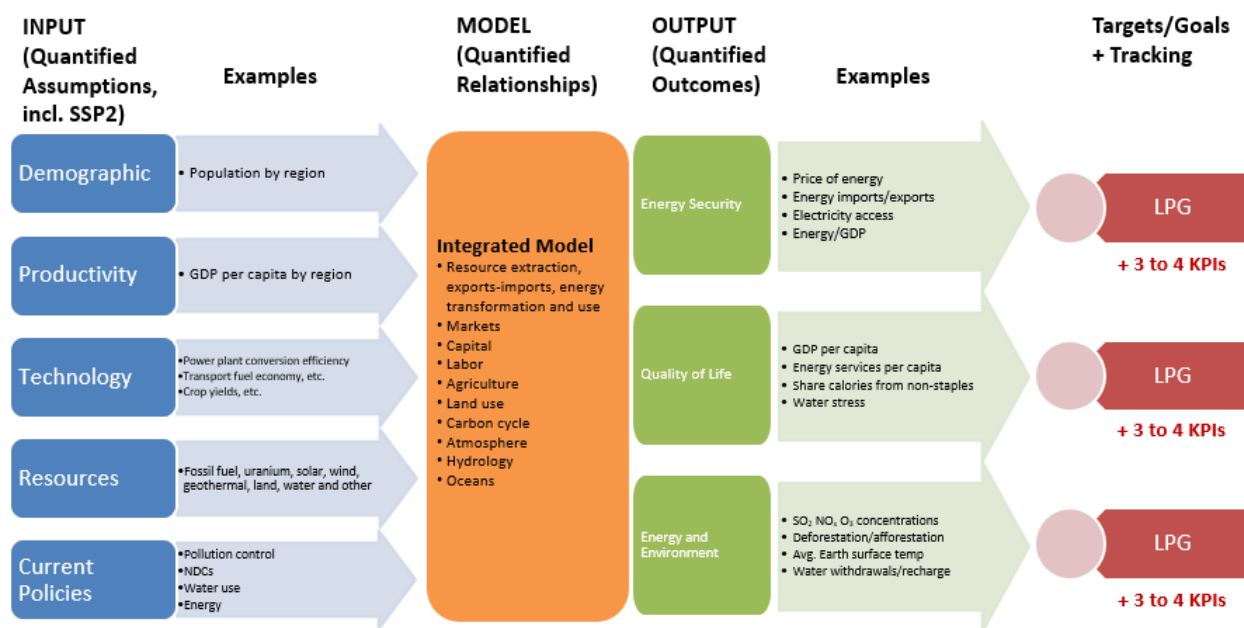 INPUT
(Quantified
Assumptions,
incl. SSP2)
Examples
MODEL
(Quantified
Relationships)
OUTPUT
(Quantified
Outcomes)
Examples
Targets/Goals
+ Tracking
Demographic
• Population by region
Productivity
• GDP per capita by region
Technology
•Power plant conversion efficiency
•Transport fuel economy, etc.
•Crop yields, etc.
Resources
•Fossil fuel, uranium, solar, wind,
geothermal, land, water and other
Current
Policies
•Pollution control
•NDCs
•Water use
•Energy
Integrated Model
• Resource extraction,
exports-imports, energy
transformation and use
• Markets
• Capital
• Labor
• Agriculture
• Land use
• Carbon cycle
• Atmosphere
• Hydrology
• Oceans
Energy Security
• Price of energy
• Energy imports/exports
• Electricity access
• Energy/GDP
LPG
+ 3 to 4 KPIs
Quality of Life
• GDP per capita
• Energy services per capita
• Share calories from non-staples
• Water stress
LPG
+ 3 to 4 KPIs
Energy and
Environment
• SO₂ NOₓ O₃ concentrations
• Deforestation/afforestation
• Avg. Earth surface temp
• Water withdrawals/recharge
LPG
+ 3 to 4 KPIs